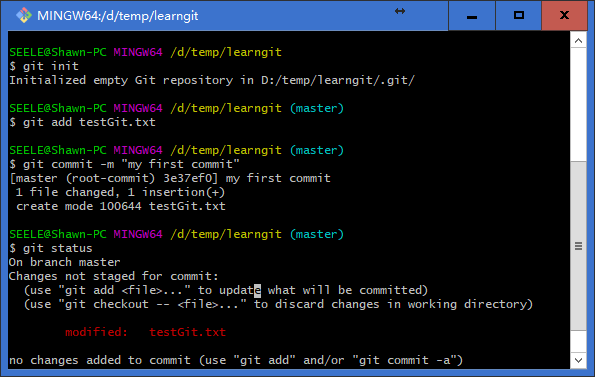 MINGW64:/d/temp/learngit
SEELE@Shawn-PC MINGW64 /d/temp/learngit
$ git init
Initialized empty Git repository in D:/temp/learngit/.git/
SEELE@Shawn-PC MINGW64 /d/temp/learngit (master)
$ git add testGit.txt
SEELE@Shawn-PC MINGW64 /d/temp/learngit (master)
$ git commit -m "my first commit"
[master (root-commit) 3e37ef0] my first commit
 1 file changed, 1 insertion(+)
 create mode 100644 testGit.txt
SEELE@Shawn-PC MINGW64 /d/temp/learngit (master)
$ git status
On branch master
Changes not staged for commit:
  (use "git add <file>..." to update what will be committed)
  (use "git checkout -- <file>..." to discard changes in working directory)
        modified:   testGit.txt
no changes added to commit (use "git add" and/or "git commit -a")